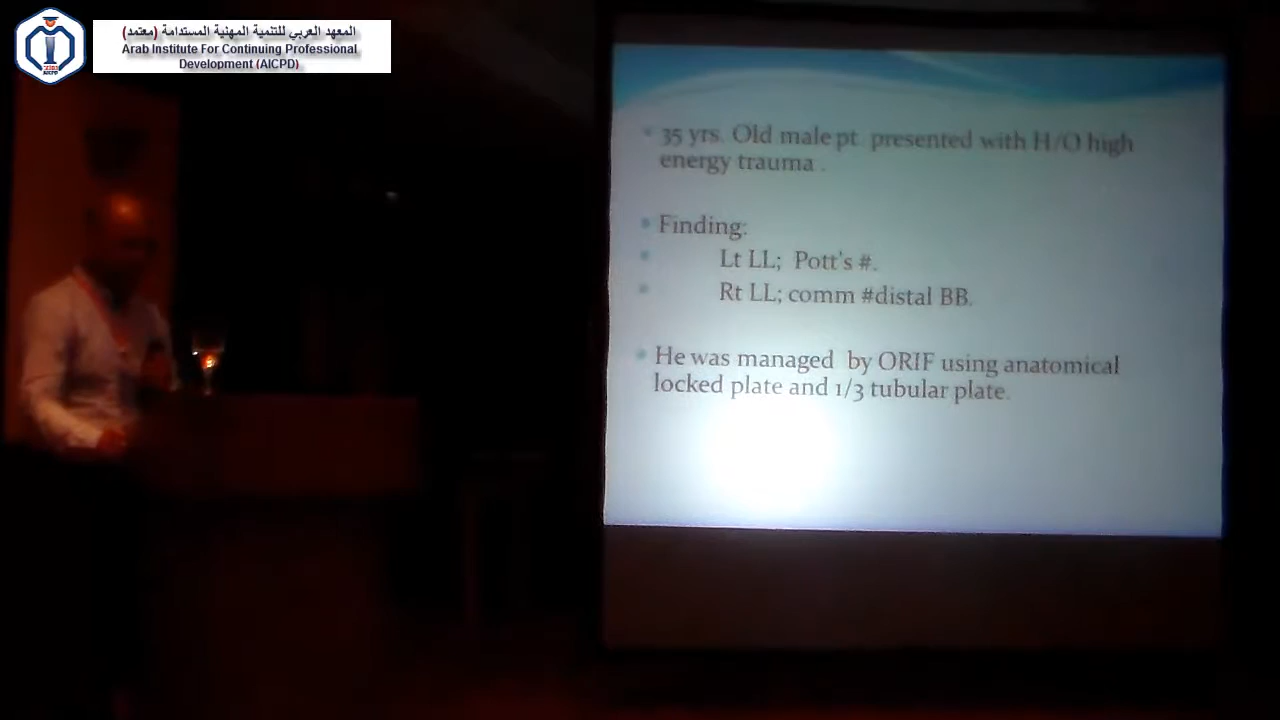 المعهد العربي للتنمية المهنية المستدامة (معتمد)
Arab Institute For Continuing Professional
Development (AICPD)
AICPD
35 yrs. Old male pt presented with H/O high
energy trauma .
Finding:
Lt LL; Pott's #.
Rt LL; comm #distal BB.
He was managed by ORIF using anatomical
locked plate and 1/3 tubular plate.